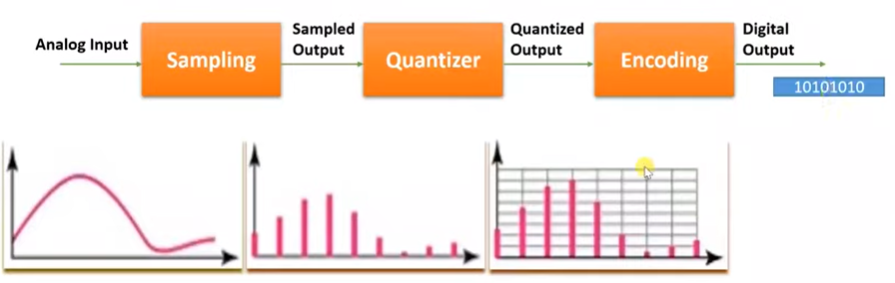 Analog Input
Sampling
Sampled
Output
Quantizer
Quantized
Output
Encoding
Digital
Output
10101010